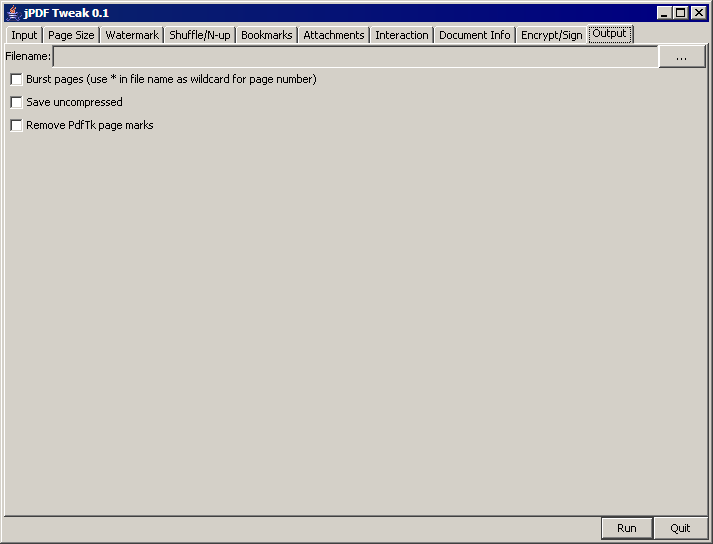 jPDF Tweak 0.1
Input Page Size Watermark Shuffle/N-up Bookmarks Attachments Interaction Document Info Encrypt/Sign Output
Filename: ...
Burst pages (use * in file name as wildcard for page number)
Save uncompressed
Remove PdfTk page marks
Run Quit